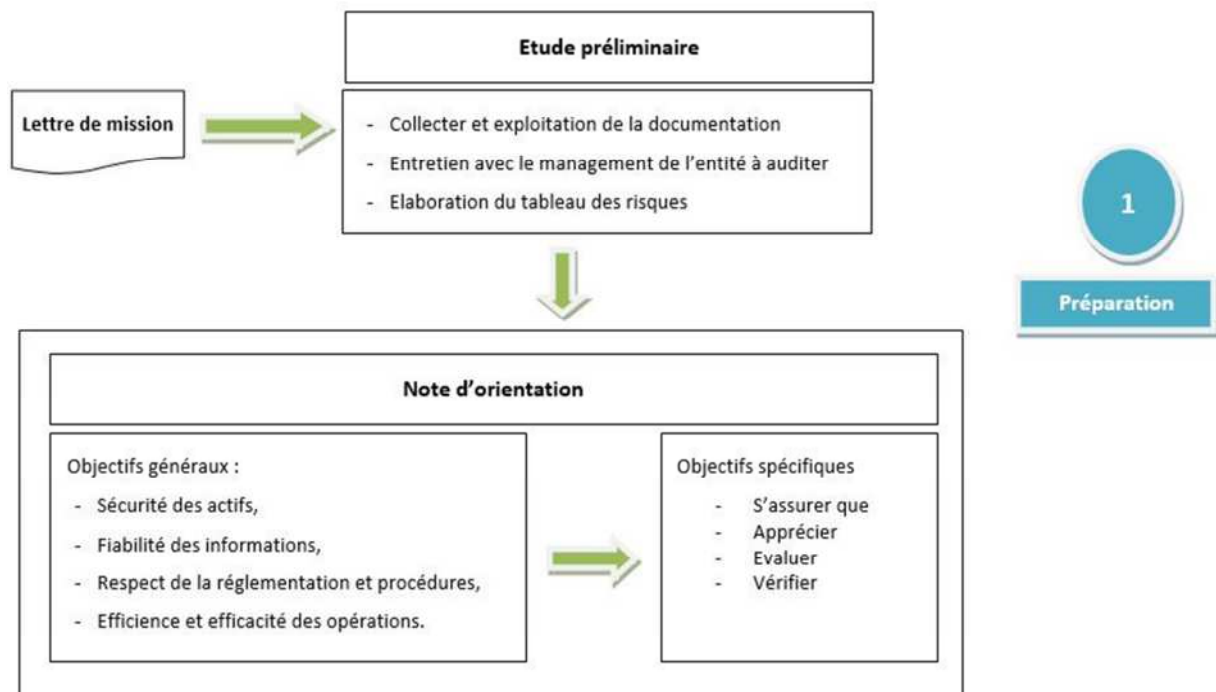 Etude préliminaire
Lettre de mission
- Collecter et exploitation de la documentation
- Entretien avec le management de l'entité à auditer
- Elaboration du tableau des risques
1
Préparation
Note d'orientation
Objectifs généraux :
- Sécurité des actifs,
- Fiabilité des informations,
- Respect de la réglementation et procédures,
- Efficience et efficacité des opérations.
Objectifs spécifiques
- S'assurer que
- Apprécier
- Evaluer
- Vérifier